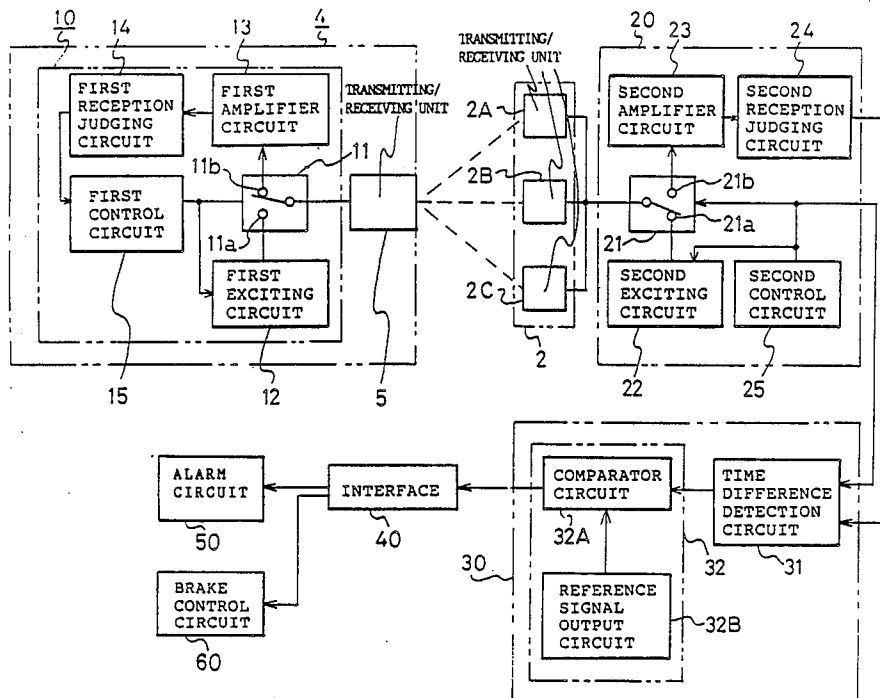 10
14
13
4
FIRST
RECEPTION
JUDGING
CIRCUIT
FIRST
AMPLIFIER
CIRCUIT
TRANSMITTING/
RECEIVING UNIT
11b
11
11a
FIRST
CONTROL
CIRCUIT
FIRST
EXCITING
CIRCUIT
15
12
5
TRANSMITTING/
RECEIVING UNIT
2A
2B
2C
2
20
23
24
SECOND
AMPLIFIER
CIRCUIT
SECOND
RECEPTION
JUDGING
CIRCUIT
21b
21a
21
SECOND
EXCITING
CIRCUIT
SECOND
CONTROL
CIRCUIT
22
25
ALARM
CIRCUIT
50
INTERFACE
40
COMPARATOR
CIRCUIT
32A
TIME
DIFFERENCE
DETECTION
CIRCUIT
31
32
30
BRAKE
CONTROL
CIRCUIT
60
REFERENCE
SIGNAL
OUTPUT
CIRCUIT
32B